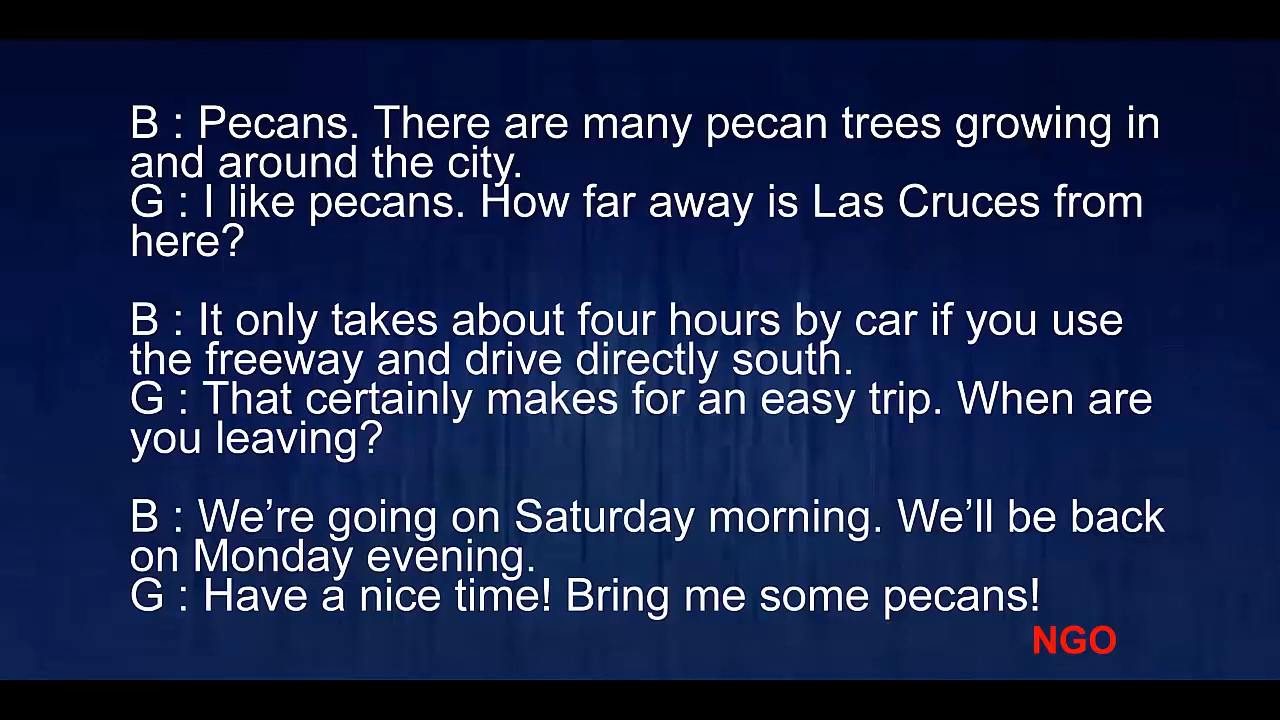 B : Pecans. There are many pecan trees growing in
and around the city.
G : I like pecans. How far away is Las Cruces from
here?
B : It only takes about four hours by car if you use
the freeway and drive directly south.
G : That certainly makes for an easy trip. When are
you leaving?
B : We’re going on Saturday morning. We’ll be back
on Monday evening.
G : Have a nice time! Bring me some pecans!
NGO